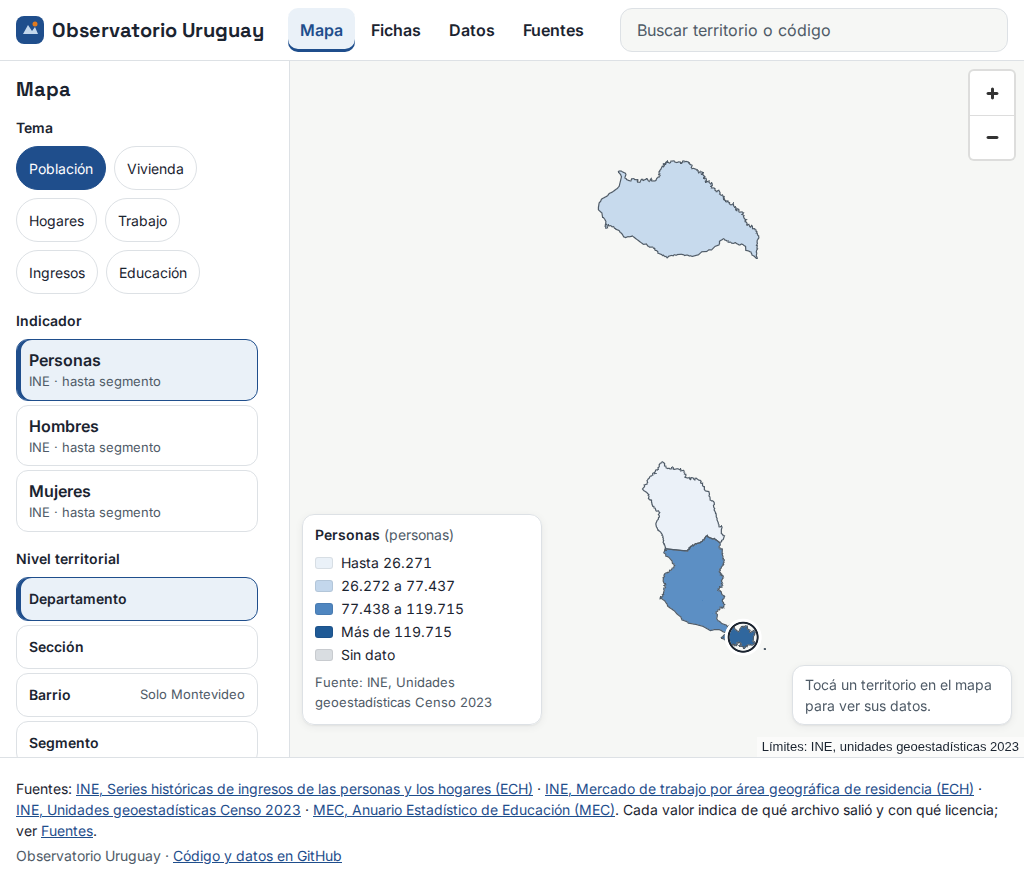 Observatorio Uruguay
Mapa
Fichas
Datos
Fuentes
Buscar territorio o código
Mapa
Tema
Población
Vivienda
Hogares
Trabajo
Ingresos
Educación
Indicador
Personas
INE · hasta segmento
Hombres
INE · hasta segmento
Mujeres
INE · hasta segmento
Nivel territorial
Departamento
Sección
Barrio Solo Montevideo
Segmento
+
−
Personas (personas)
Hasta 26.271
26.272 a 77.437
77.438 a 119.715
Más de 119.715
Sin dato
Fuente: INE, Unidades
geoestadísticas Censo 2023
Tocá un territorio en el mapa
para ver sus datos.
Límites: INE, unidades geoestadísticas 2023
Fuentes: INE, Series históricas de ingresos de las personas y los hogares (ECH) · INE, Mercado de trabajo por área geográfica de residencia (ECH) ·
INE, Unidades geoestadísticas Censo 2023 · MEC, Anuario Estadístico de Educación (MEC). Cada valor indica de qué archivo salió y con qué licencia;
ver Fuentes.
Observatorio Uruguay · Código y datos en GitHub